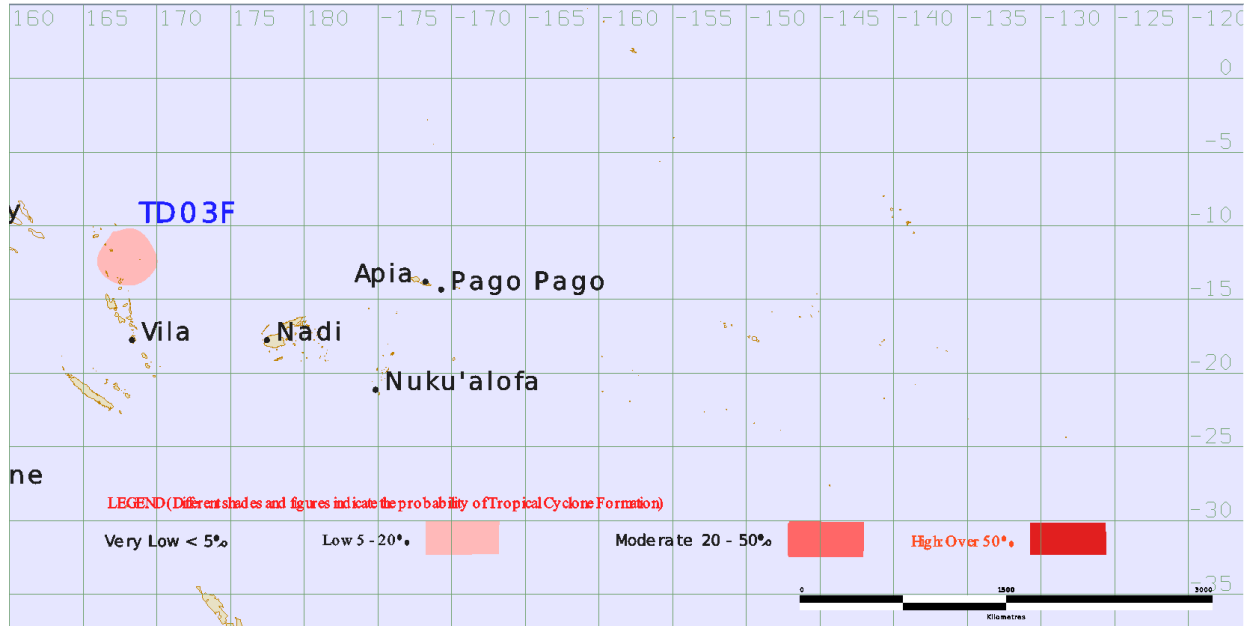 160 165 170 175 180 -175 -170 -165 -160 -155 -150 -145 -140 -135 -130 -125 -120
0
-5
y
TD03F
-10
Apia
Pago Pago
-15
Vila
Nadi
-20
Nuku'alofa
-25
ne
LEGEND (Different shades and figures indicate the probability of Tropical Cyclone Formation)
-30
Very Low < 5%
Low 5 - 20%
Moderate 20 - 50%
High: Over 50%
-35
0 1500 3000
Kilometres